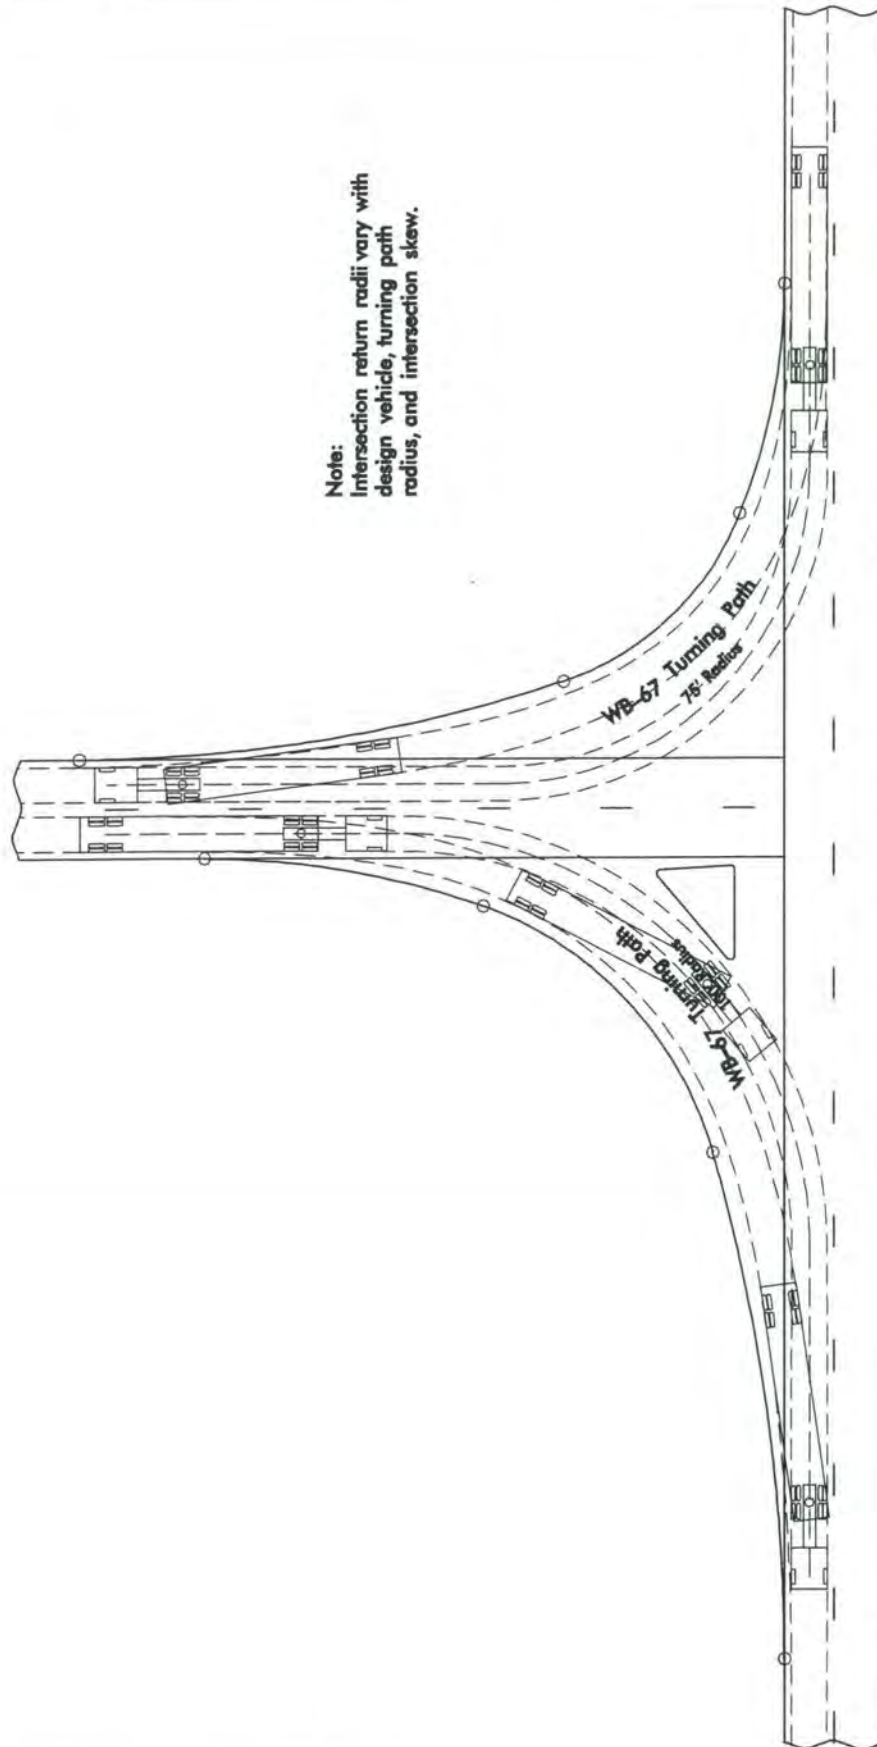 Note:
Intersection return radii vary with
design vehicle, turning path
radius, and intersection skew.
WB-67 Turning Path
75' Radius
WB-67 Turning Path
Radius